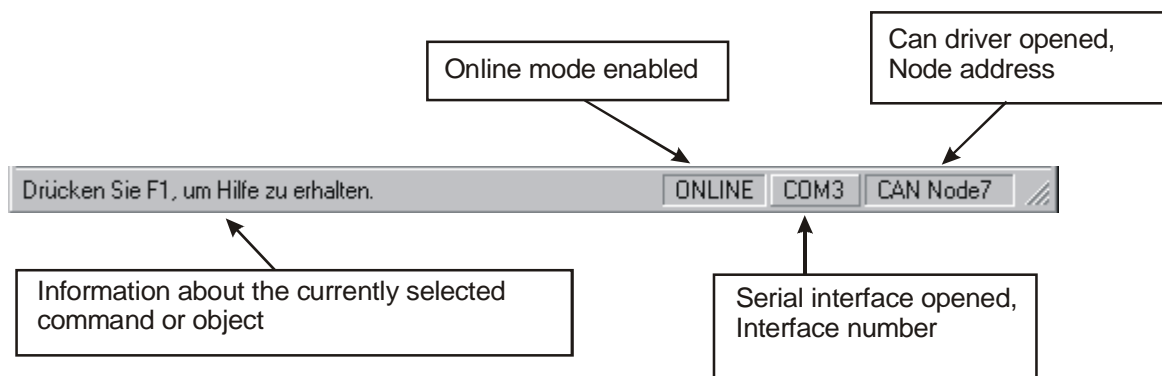 Can driver opened,
Node address
Online mode enabled
Drücken Sie F1, um Hilfe zu erhalten. ONLINE COM3 CAN Node7
Information about the currently selected
command or object
Serial interface opened,
Interface number